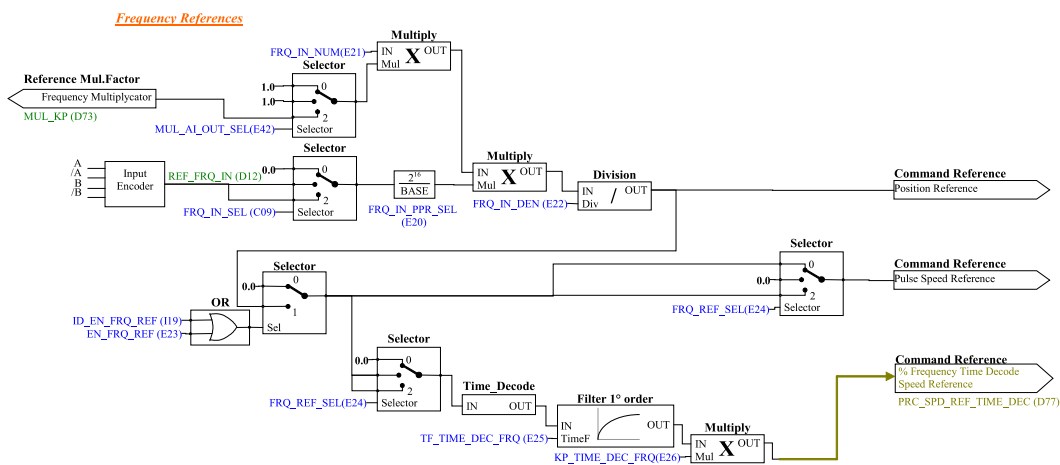 Frequency References
Multiply
FRQ_IN_NUM(E21)
IN
OUT
Mul
X
Reference Mul.Factor
Frequency Multiplycator
MUL_KP (D73)
Selector
1.0
0
1.0
2
MUL_AI_OUT_SEL(E42)
Selector
A
/A
B
/B
Input
Encoder
REF_FRQ_IN (D12)
Selector
0.0
0
2
FRQ_IN_SEL (C09)
Selector
2^16
BASE
FRQ_IN_PPR_SEL
(E20)
Multiply
IN
OUT
Mul
X
FRQ_IN_DEN (E22)
Division
IN
OUT
Div
/
Command Reference
Position Reference
Selector
0.0
0
1
Sel
OR
ID_EN_FRQ_REF (I19)
EN_FRQ_REF (E23)
Selector
0
0.0
2
FRQ_REF_SEL(E24)
Selector
Command Reference
Pulse Speed Reference
Selector
0.0
0
2
FRQ_REF_SEL(E24)
Selector
Time_Decode
IN
OUT
Filter 1° order
IN
OUT
TF_TIME_DEC_FRQ (E25)
TimeF
Multiply
IN
OUT
KP_TIME_DEC_FRQ(E26)
Mul
X
Command Reference
% Frequency Time Decode
Speed Reference
PRC_SPD_REF_TIME_DEC (D77)